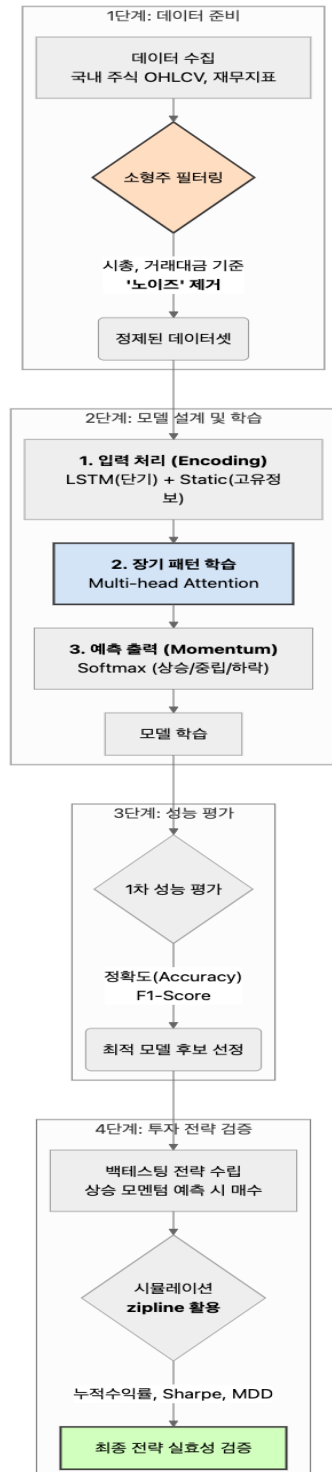 1단계: 데이터 준비
데이터 수집
국내 주식 OHLCV, 재무지표
소형주 필터링
시총, 거래대금 기준
'노이즈' 제거
정제된 데이터셋
2단계: 모델 설계 및 학습
1. 입력 처리 (Encoding)
LSTM(단기) + Static(고유정
보)
2. 장기 패턴 학습
Multi-head Attention
3. 예측 출력 (Momentum)
Softmax (상승/중립/하락)
모델 학습
3단계: 성능 평가
1차 성능 평가
정확도(Accuracy)
F1-Score
최적 모델 후보 선정
4단계: 투자 전략 검증
백테스팅 전략 수립
상승 모멘텀 예측 시 매수
시뮬레이션
zipline 활용
누적수익률, Sharpe, MDD
최종 전략 실효성 검증